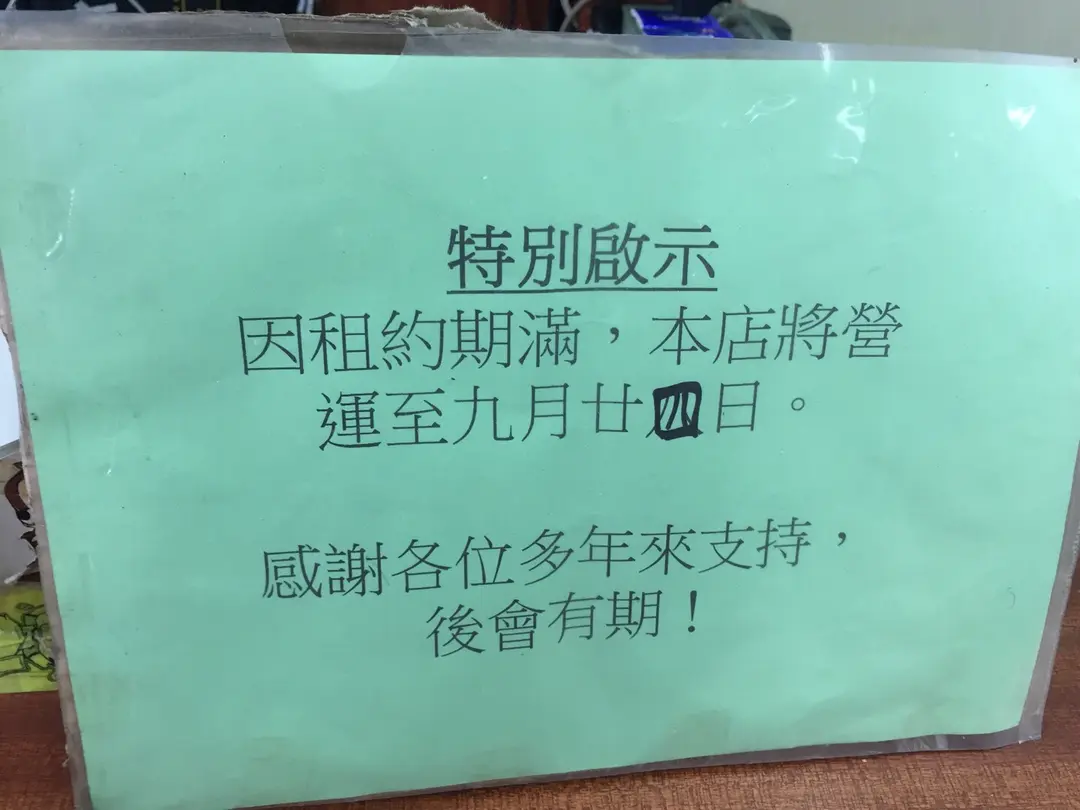 特別啟示
因租約期滿，本店將營
運至九月廿四日。
感謝各位多年來支持，
後會有期！